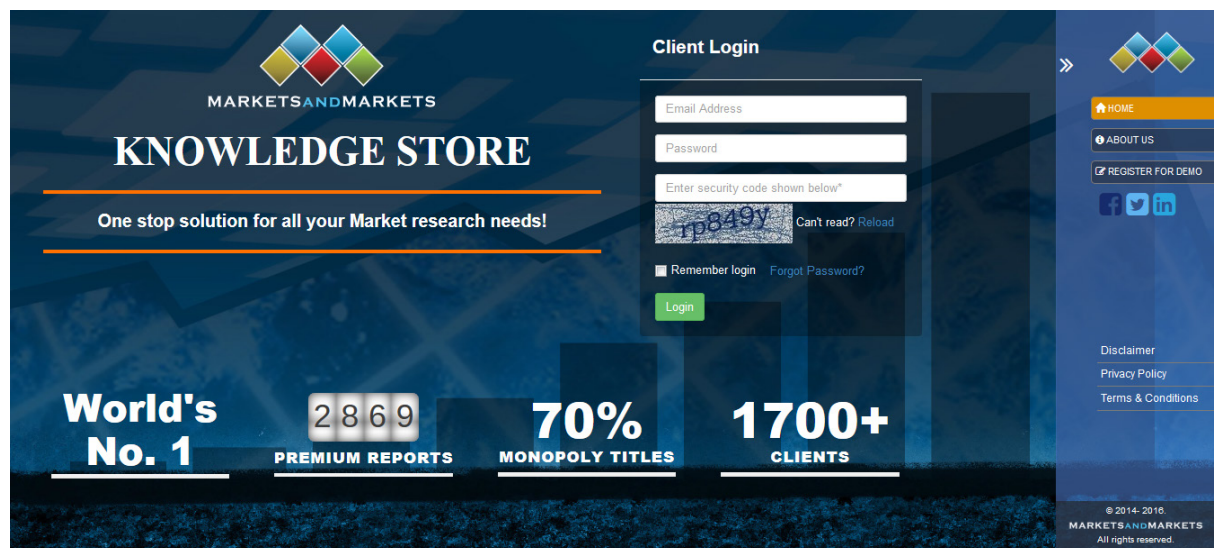 MARKETSANDMARKETS
KNOWLEDGE STORE
One stop solution for all your Market research needs!
Client Login
Email Address
Password
Enter security code shown below*
rp849y
Can't read? Reload
Remember login Forgot Password?
Login
World's
No. 1
2869
PREMIUM REPORTS
70%
MONOPOLY TITLES
1700+
CLIENTS
HOME
ABOUT US
REGISTER FOR DEMO
Disclaimer
Privacy Policy
Terms & Conditions
© 2014- 2016.
MARKETSANDMARKETS
All rights reserved.